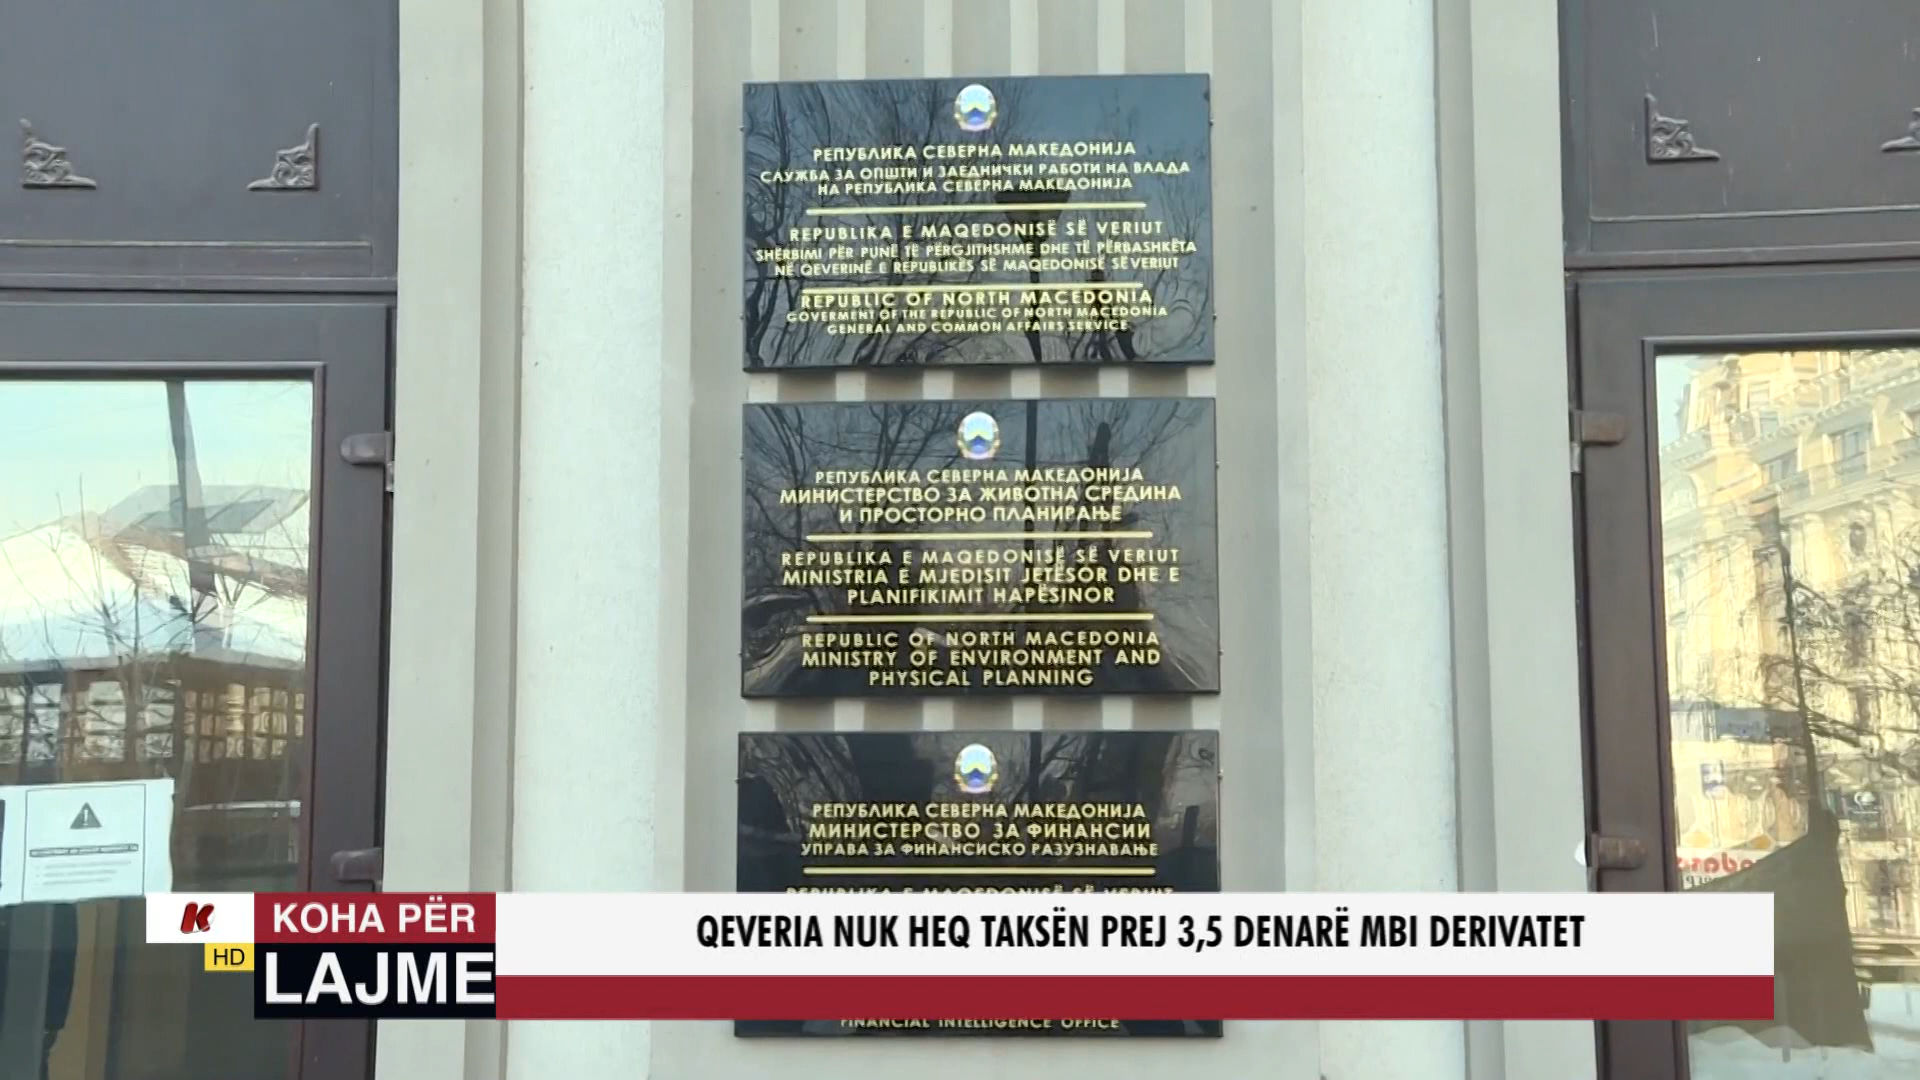 РЕПУБЛИКА СЕВЕРНА МАКЕДОНИЈА
СЛУЖБА ЗА ОПШТИ И ЗАЕДНИЧКИ РАБОТИ НА ВЛАДА
НА РЕПУБЛИКА СЕВЕРНА МАКЕДОНИЈА
REPUBLIKA E MAQEDONISË SË VERIUT
SHËRBIMI PËR PUNË TË PËRGJITHSHME DHE TË PËRBASHKËTA
NË QEVERINË E REPUBLIKËS SË MAQEDONISË SË VERIUT
REPUBLIC OF NORTH MACEDONIA
GOVERMENT OF THE REPUBLIC OF NORTH MACEDONIA
GENERAL AND COMMON AFFAIRS SERVICE
РЕПУБЛИКА СЕВЕРНА МАКЕДОНИЈА
МИНИСТЕРСТВО ЗА ЖИВОТНА СРЕДИНА
И ПРОСТОРНО ПЛАНИРАЊЕ
REPUBLIKA E MAQEDONISË SË VERIUT
MINISTRIA E MJEDISIT JETËSOR DHE E
PLANIFIKIMIT HAPËSINOR
REPUBLIC OF NORTH MACEDONIA
MINISTRY OF ENVIRONMENT AND
PHYSICAL PLANNING
РЕПУБЛИКА СЕВЕРНА МАКЕДОНИЈА
МИНИСТЕРСТВО ЗА ФИНАНСИИ
УПРАВА ЗА ФИНАНСИСКО РАЗУЗНАВАЊЕ
REPUBLIKA E MAQEDONISË SË VERIUT
K
KOHA PËR
HD
LAJME
QEVERIA NUK HEQ TAKSËN PREJ 3,5 DENARË MBI DERIVATET
FINANCIAL INTELLIGENCE OFFICE